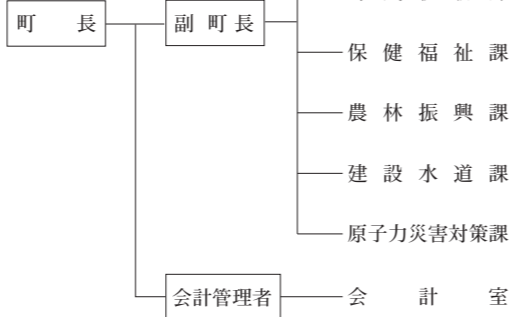 町長
副町長
保健福祉課
農林振興課
建設水道課
原子力災害対策課
会計管理者
会計室